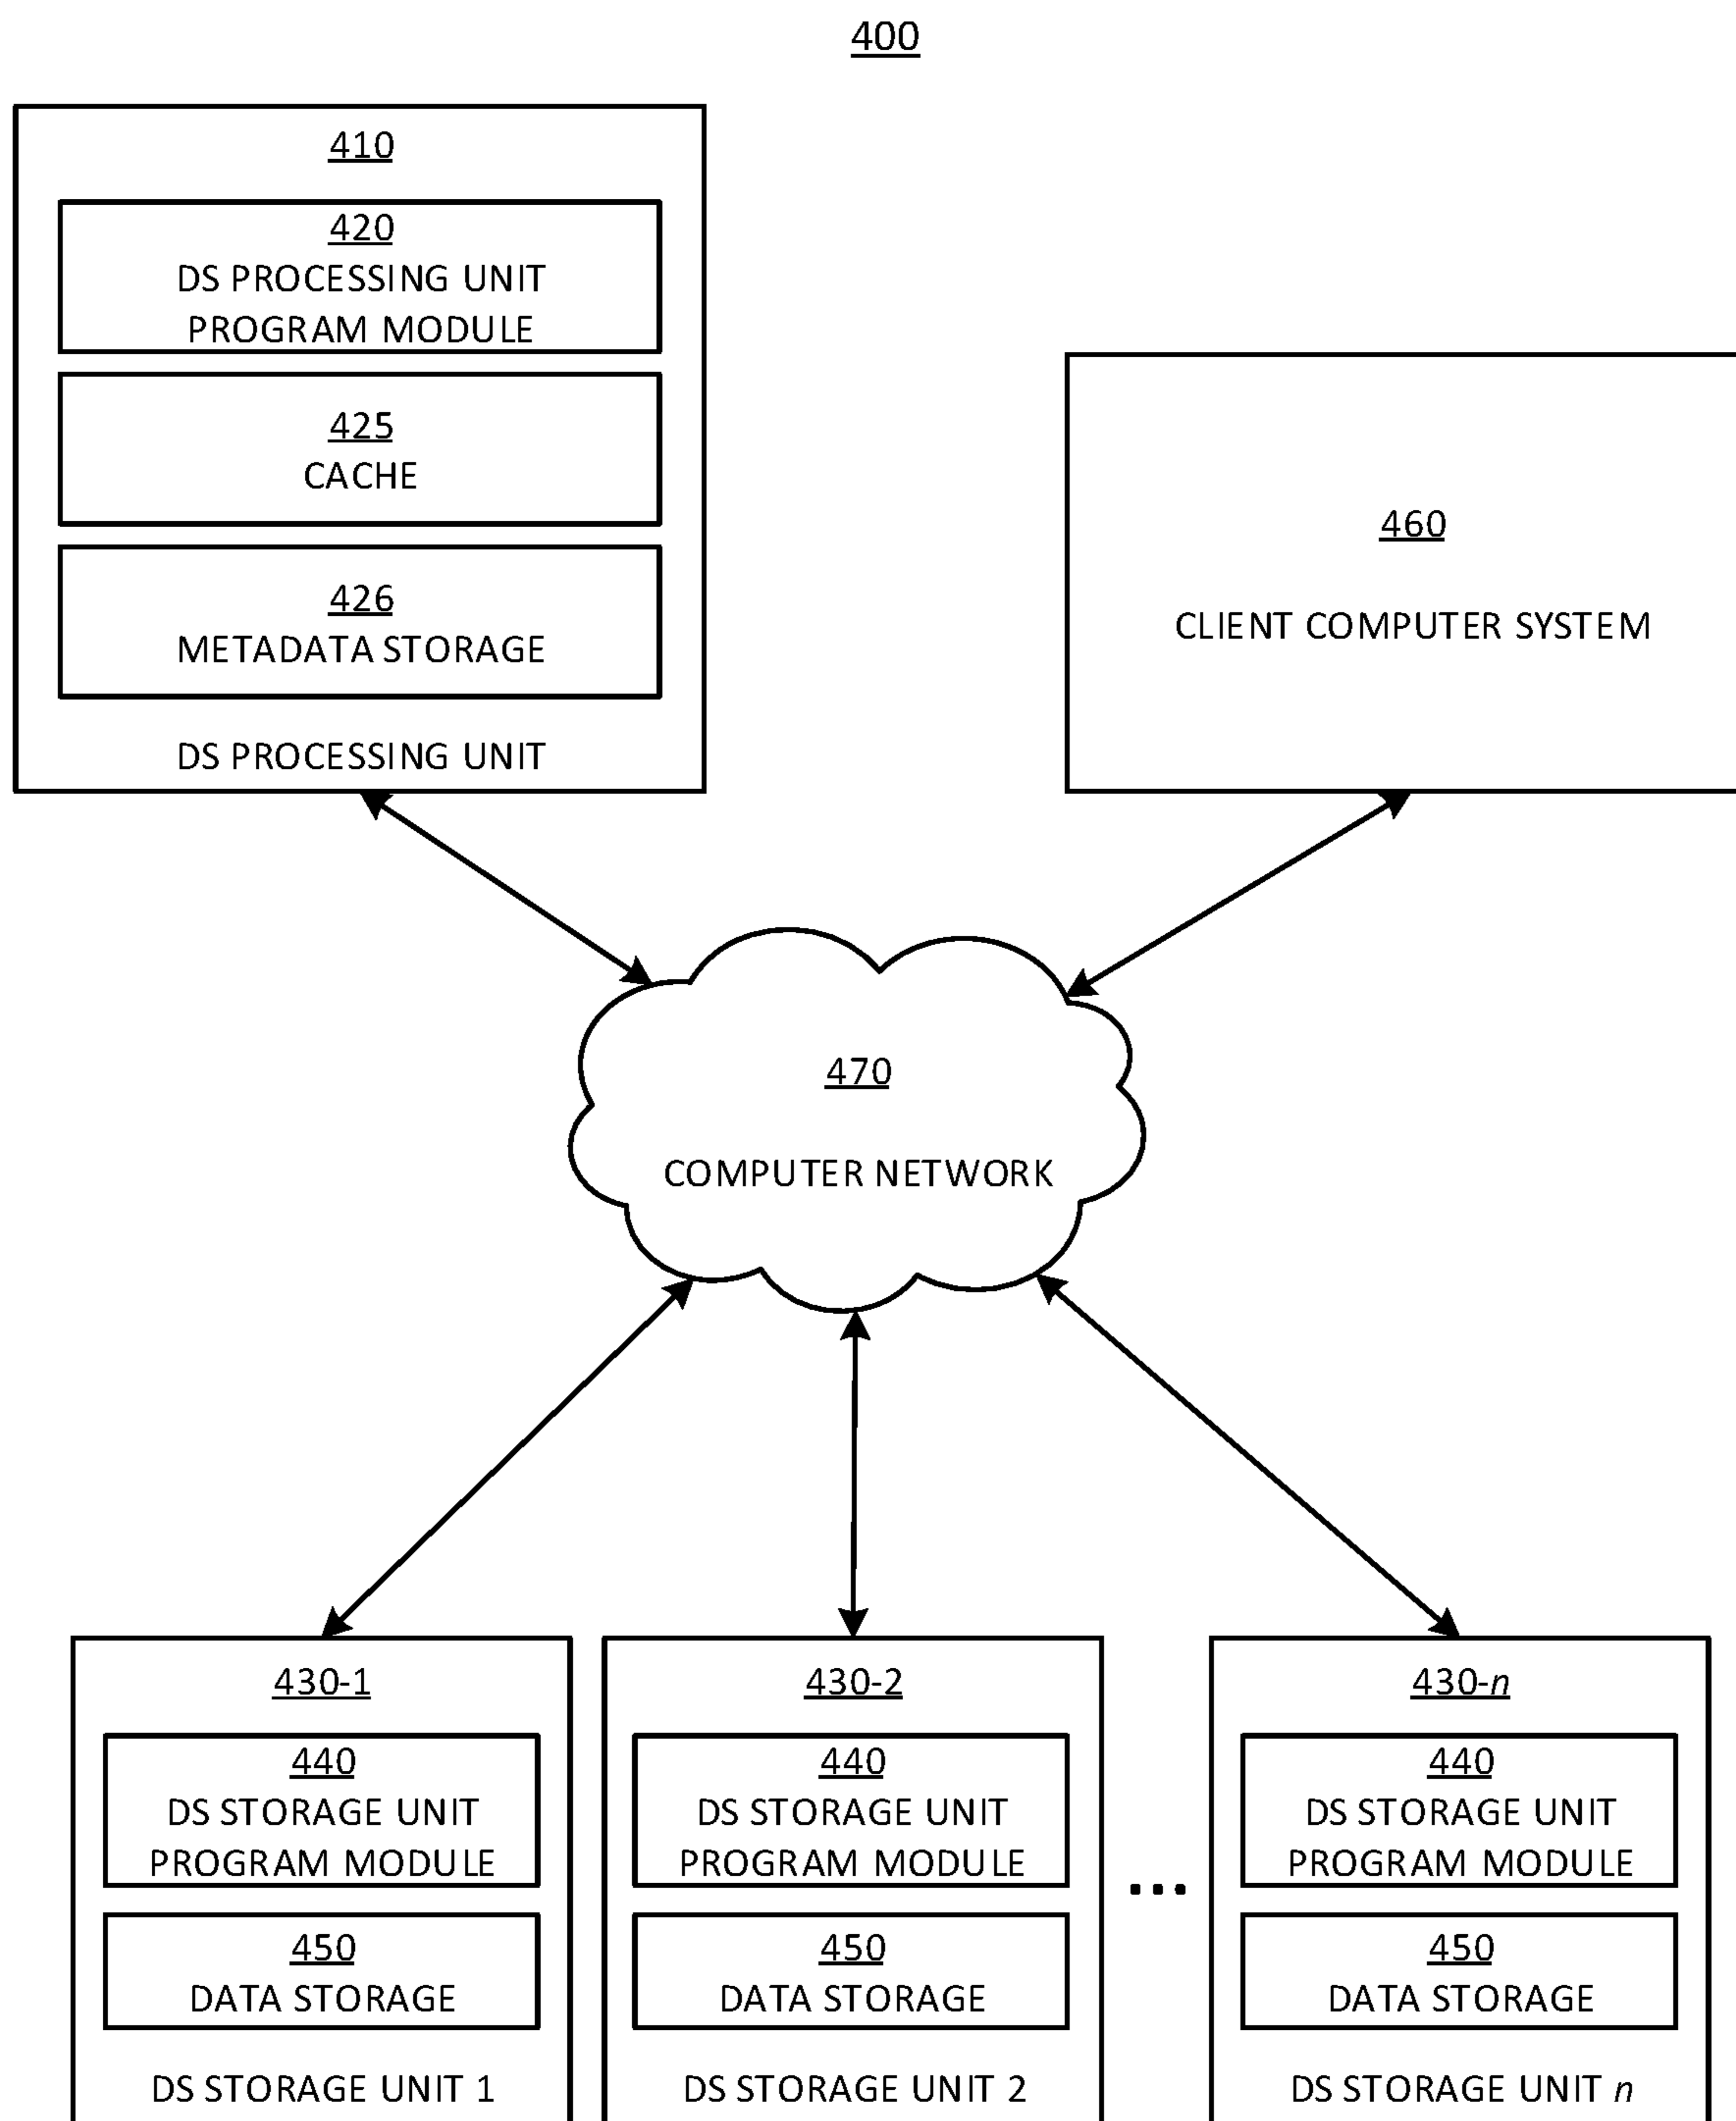 400
410
420
DS PROCESSING UNIT
PROGRAM MODULE
425
CACHE
426
METADATA STORAGE
DS PROCESSING UNIT
460
CLIENT COMPUTER SYSTEM
470
COMPUTER NETWORK
430-1
440
DS STORAGE UNIT
PROGRAM MODULE
450
DATA STORAGE
DS STORAGE UNIT 1
430-2
440
DS STORAGE UNIT
PROGRAM MODULE
450
DATA STORAGE
DS STORAGE UNIT 2
...
430-n
440
DS STORAGE UNIT
PROGRAM MODULE
450
DATA STORAGE
DS STORAGE UNIT n